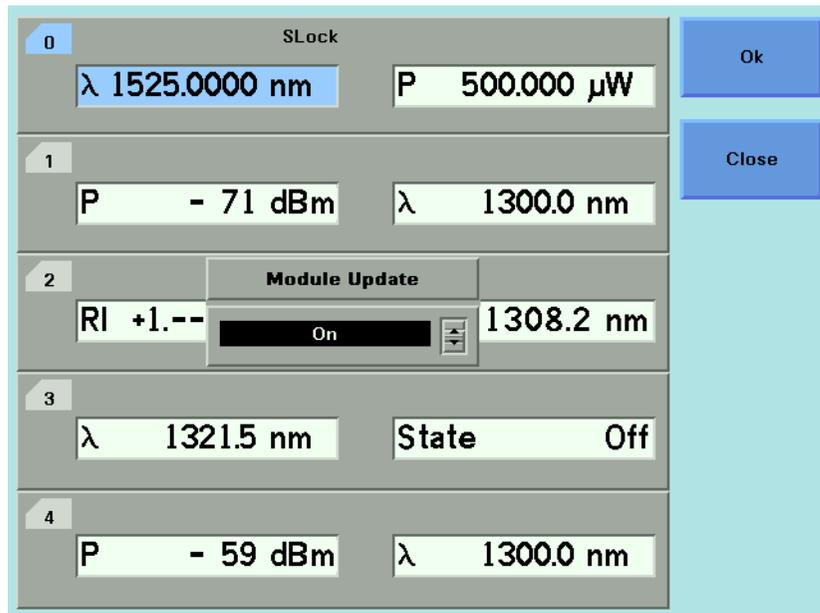 0 SLock
λ 1525.0000 nm P 500.000 µW
Ok
1
P - 71 dBm λ 1300.0 nm
Close
2 Module Update
RI +1.-- On 1308.2 nm
3
λ 1321.5 nm State Off
4
P - 59 dBm λ 1300.0 nm